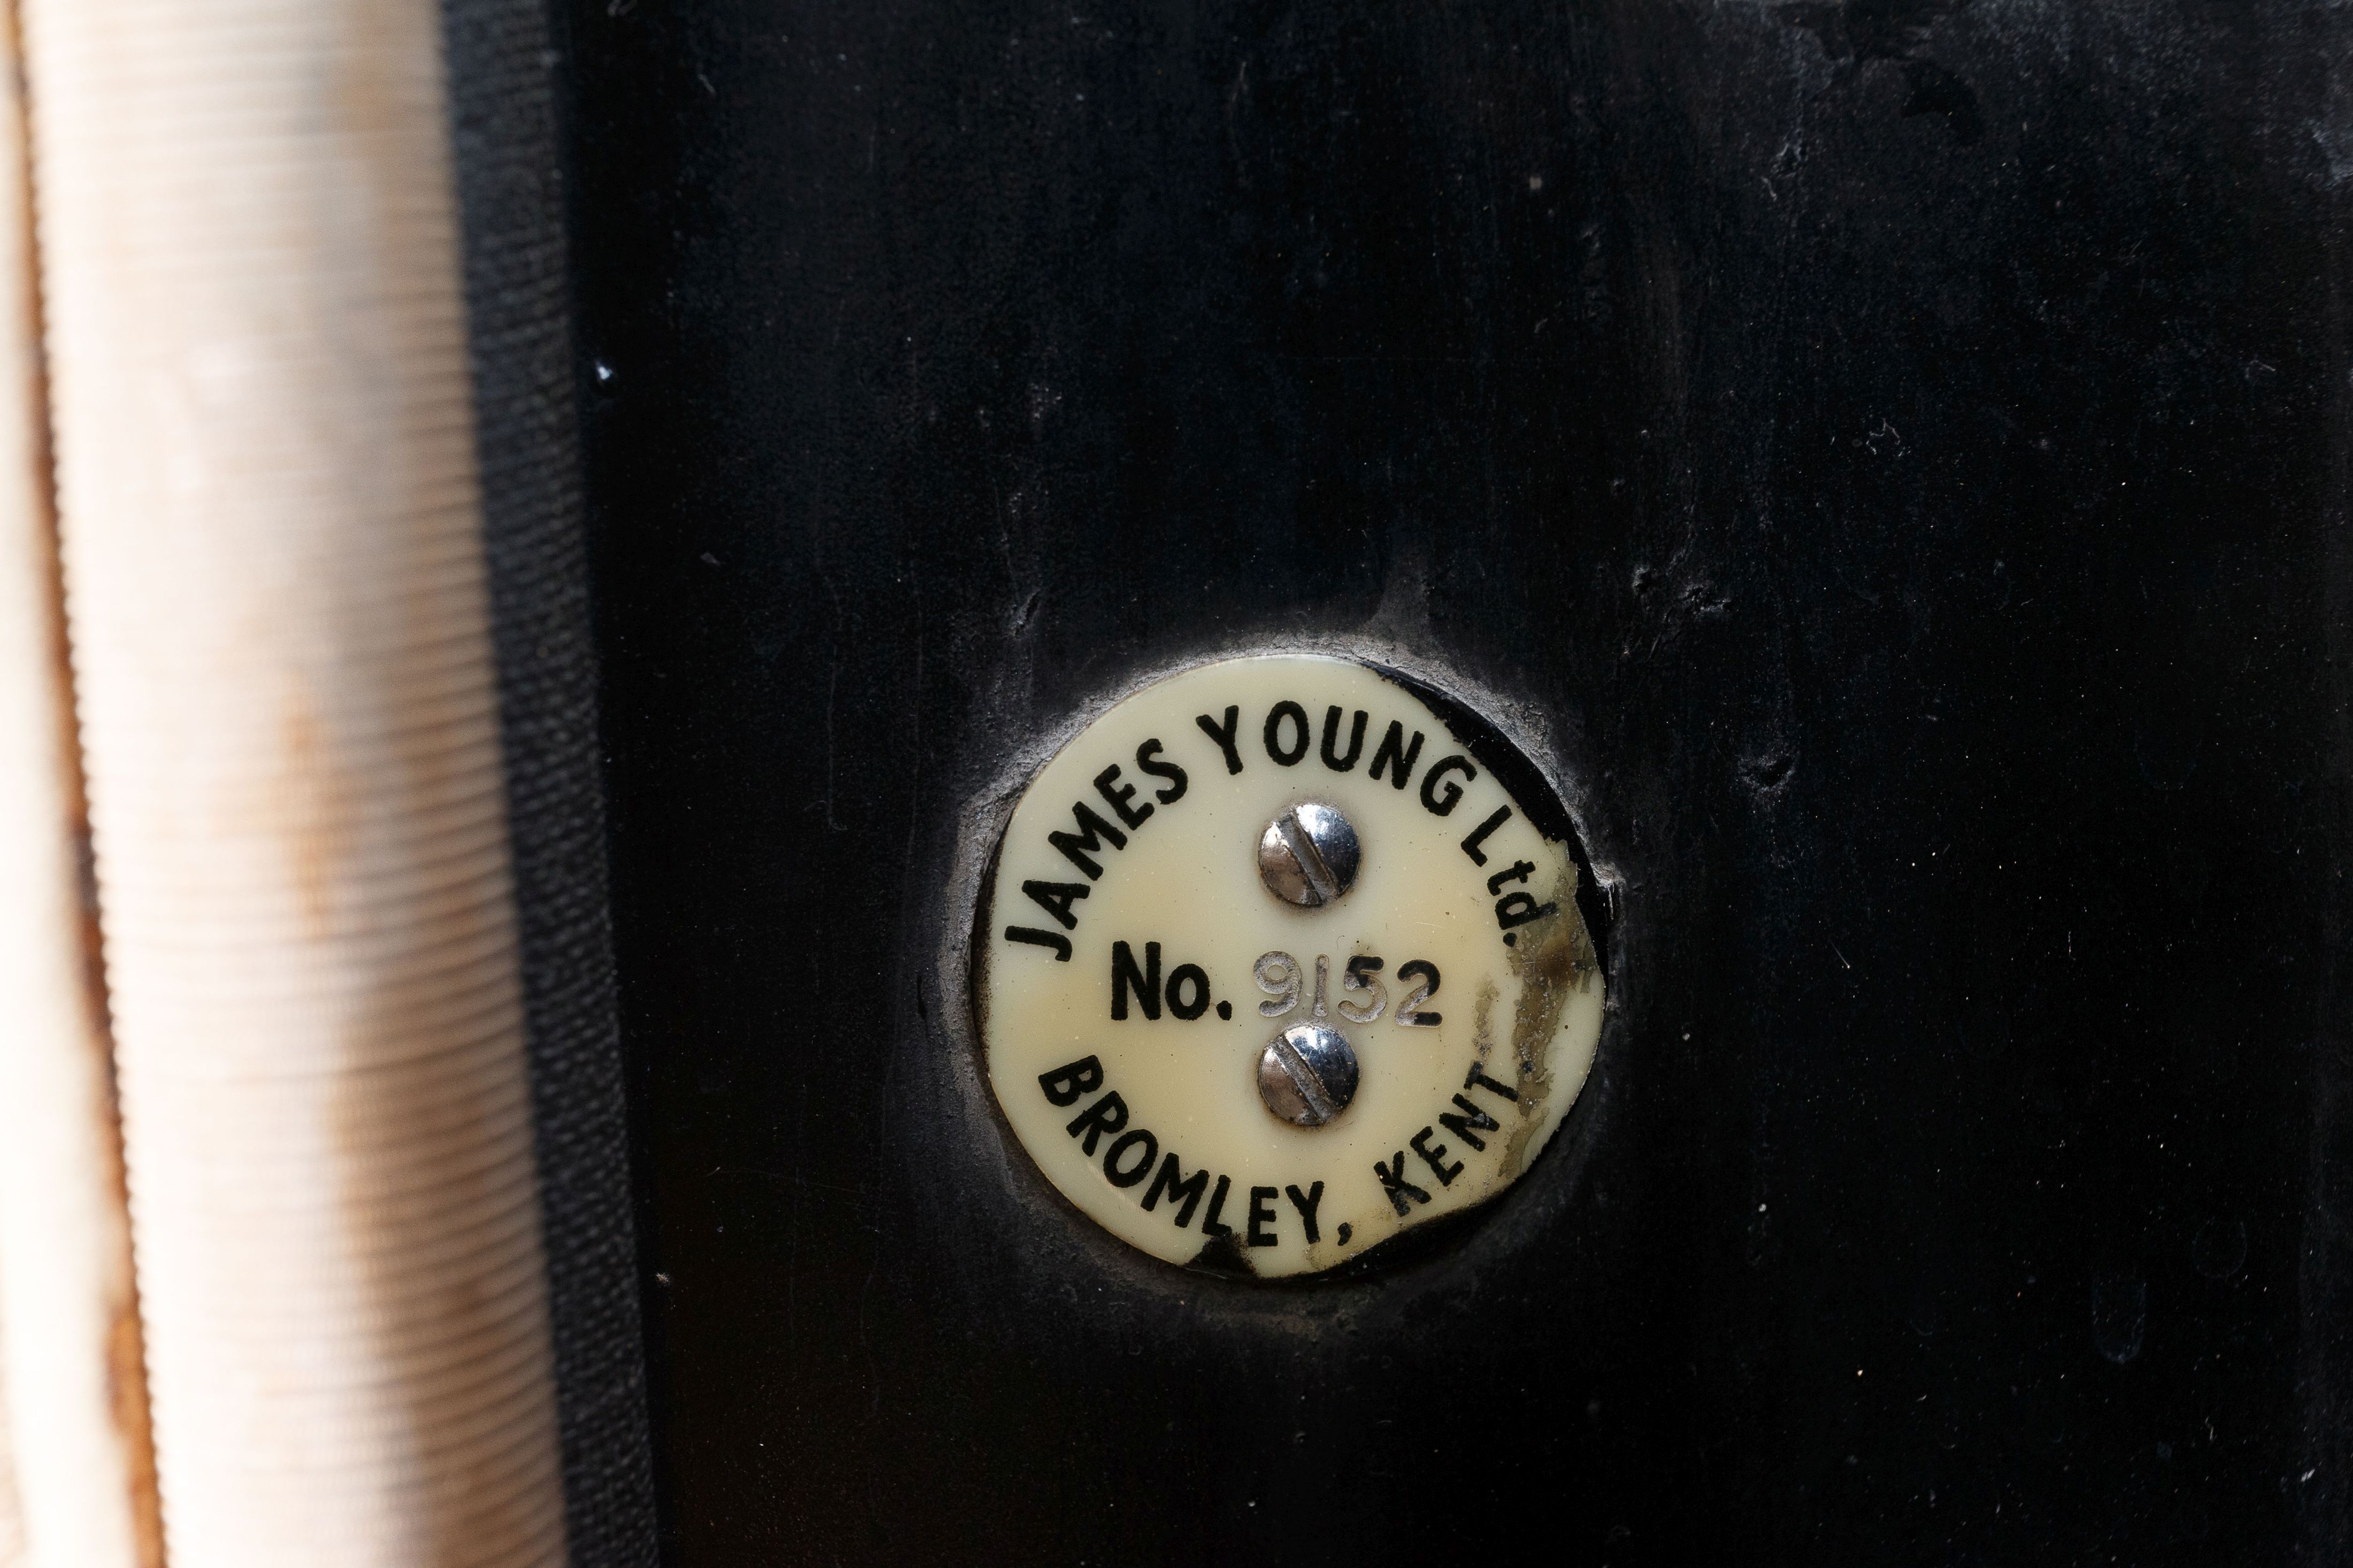 JAMES YOUNG Ltd.
No. 9152
BROMLEY, KENT